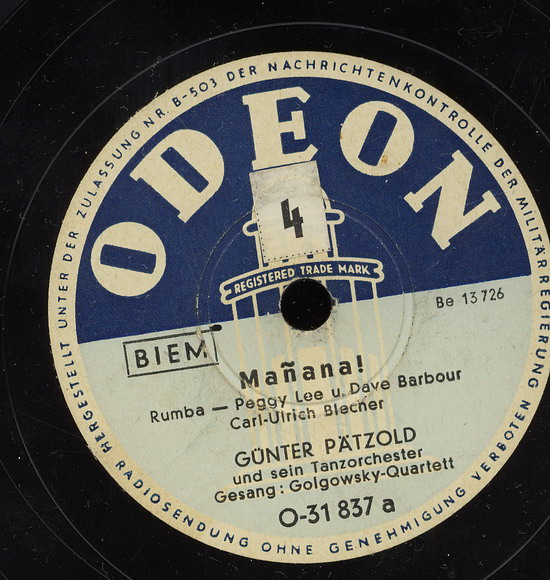 HERGESTELLT UNTER DER ZULASSUNG NR. B-503 DER NACHRICHTENKONTROLLE DER MILITÄR REGIERUNG
RADIOSENDUNG OHNE GENEHMIGUNG VERBOTEN
ODEON
4
REGISTERED TRADE MARK
Be 13726
BIEM
Mañana!
Rumba — Peggy Lee u. Dave Barbour
Carl-Ulrich Blecher
GÜNTER PÄTZOLD
und sein Tanzorchester
Gesang: Golgowsky-Quartett
O-31 837 a